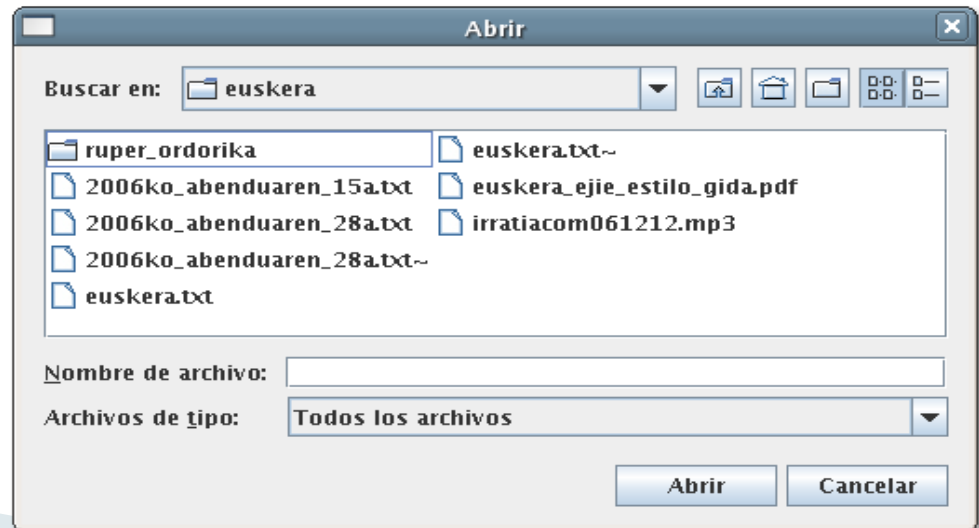 Abrir
Buscar en: euskera
ruper_ordorika
2006ko_abenduaren_15a.txt
2006ko_abenduaren_28a.txt
2006ko_abenduaren_28a.txt~
euskera.txt
euskera.txt~
euskera_ejie_estilo_gida.pdf
irratiacom061212.mp3
Nombre de archivo:
Archivos de tipo: Todos los archivos
Abrir Cancelar